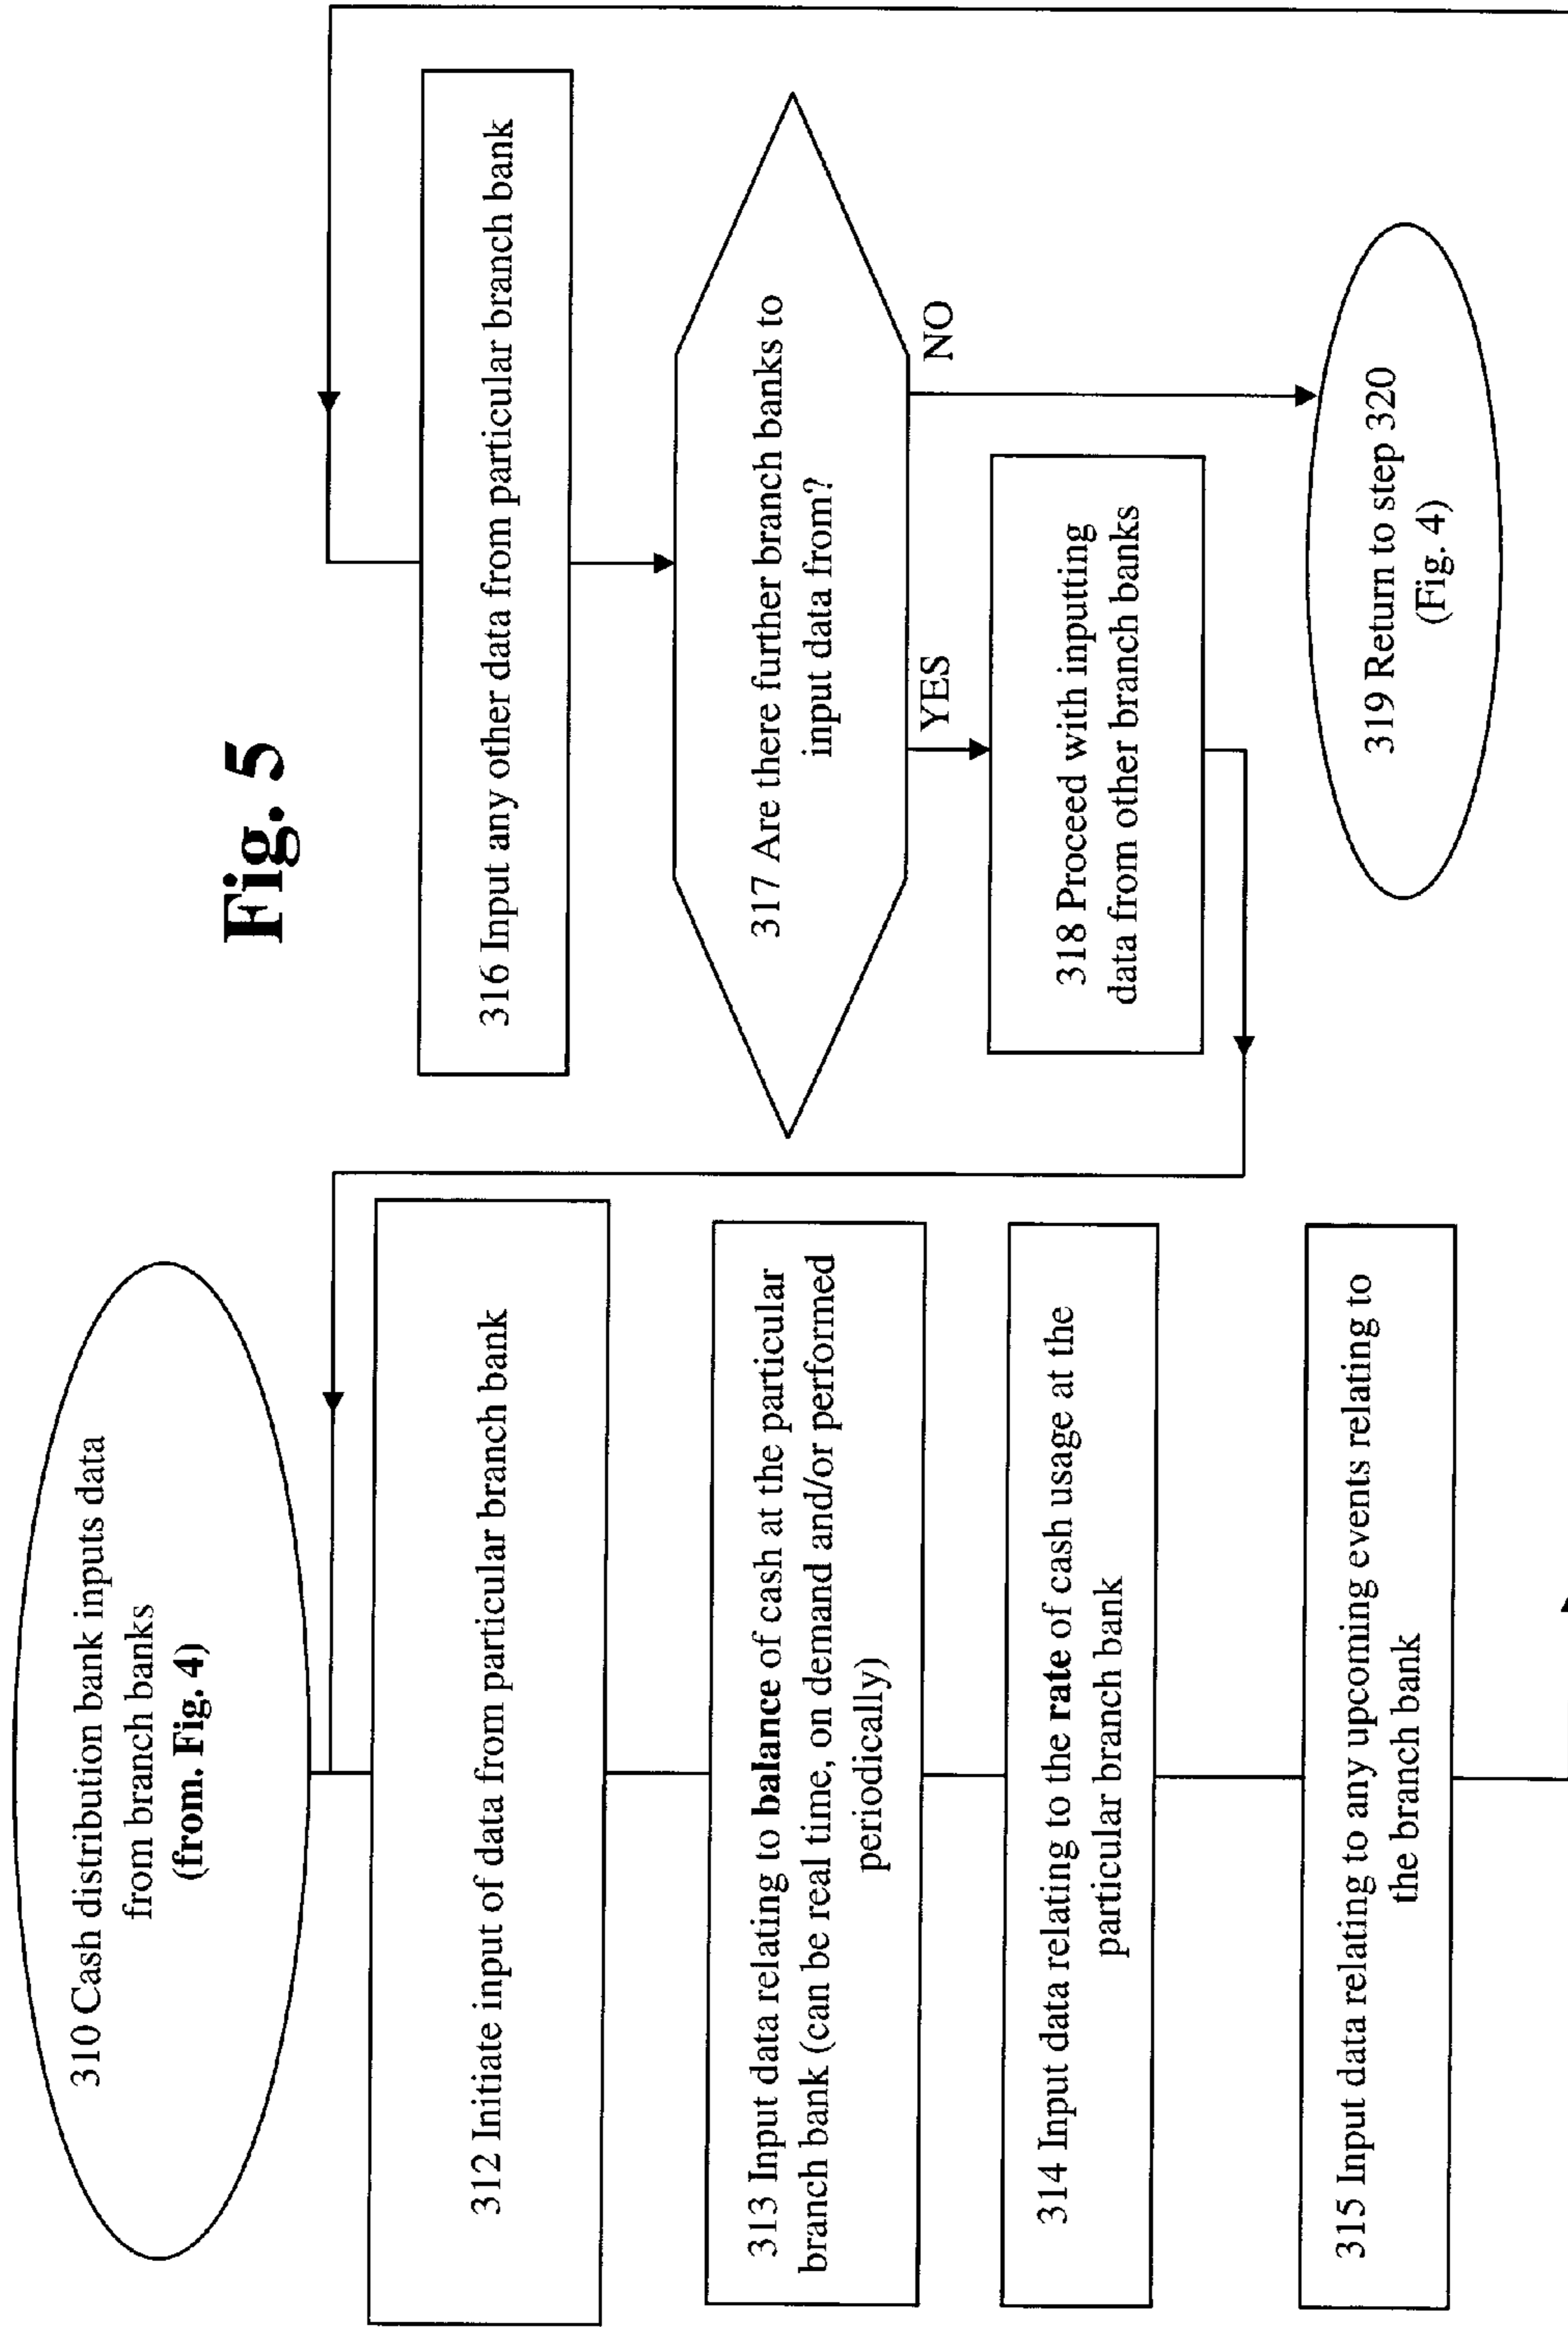 Fig. 5
310 Cash distribution bank inputs data
from branch banks
(from. Fig. 4)
312 Initiate input of data from particular branch bank
313 Input data relating to balance of cash at the particular
branch bank (can be real time, on demand and/or performed
periodically)
314 Input data relating to the rate of cash usage at the
particular branch bank
315 Input data relating to any upcoming events relating to
the branch bank
316 Input any other data from particular branch bank
317 Are there further branch banks to
input data from?
YES
NO
318 Proceed with inputting
data from other branch banks
319 Return to step 320
(Fig. 4)